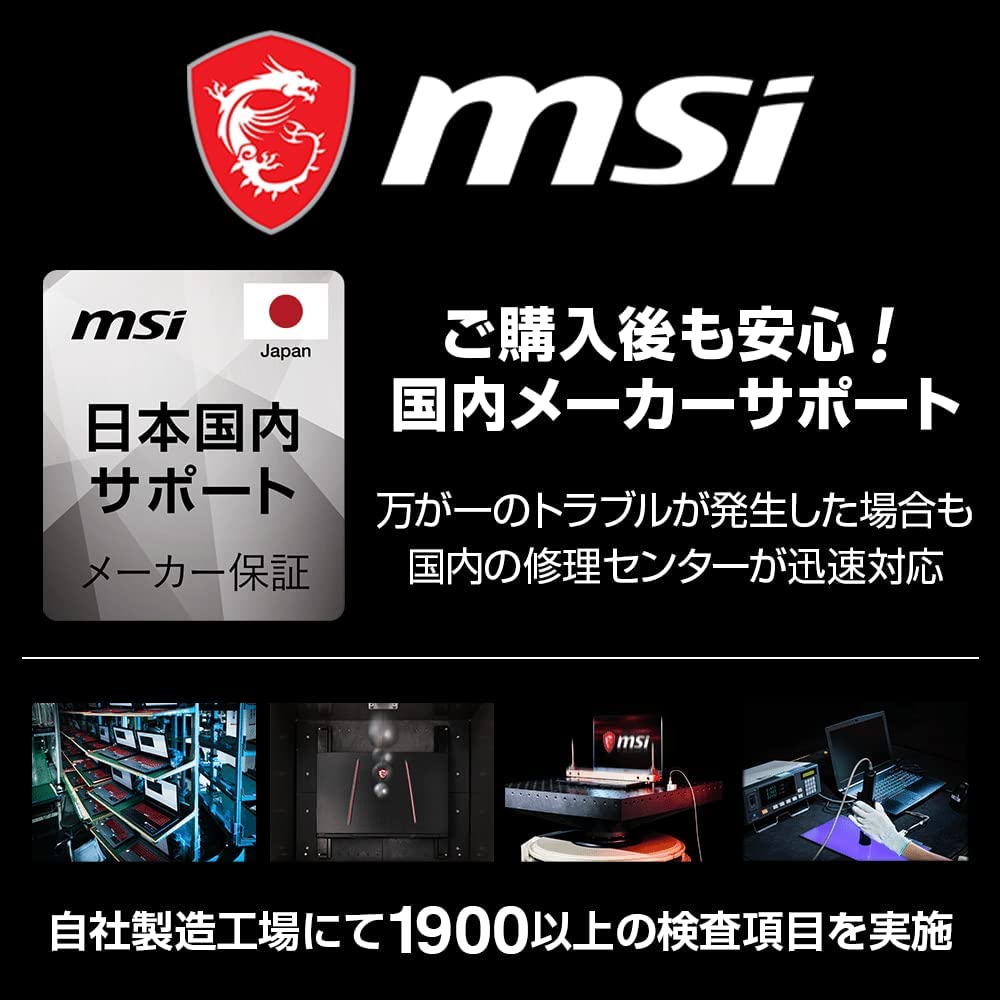 msi
msi
Japan
日本国内
サポート
メーカー保証
ご購入後も安心！
国内メーカーサポート
万が一のトラブルが発生した場合も
国内の修理センターが迅速対応
msi
自社製造工場にて1900以上の検査項目を実施